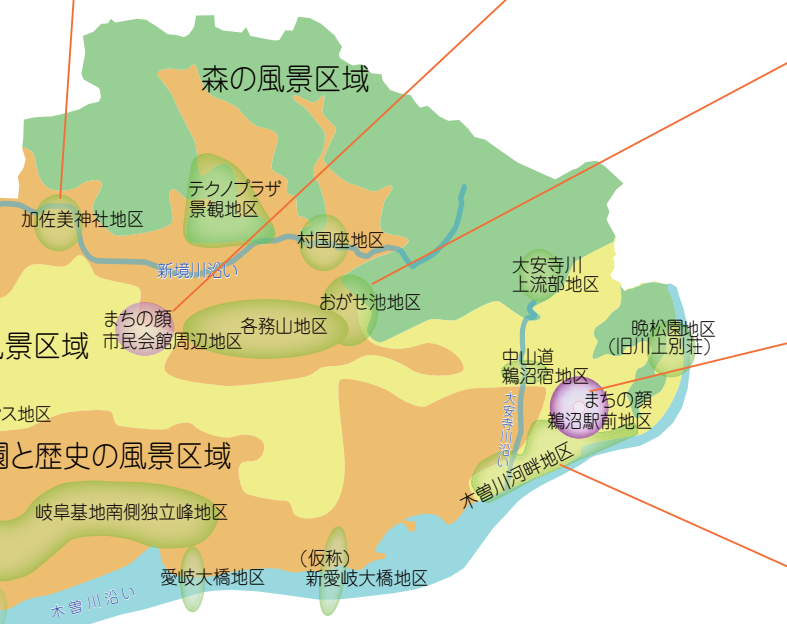 森の風景区域
テクノプラザ
景観地区
加佐美神社地区
村国座地区
新境川沿い
大安寺川
上流部地区
おがせ池地区
まちの顔
市民会館周辺地区
各務山地区
晩松園地区
（旧川上別荘）
風景区域
中山道
鵜沼宿地区
まちの顔
鵜沼駅前地区
大安寺川沿い
ス地区
園と歴史の風景区域
木曽川河畔地区
岐阜基地南側独立峰地区
（仮称）
新愛岐大橋地区
愛岐大橋地区
木曽川沿い